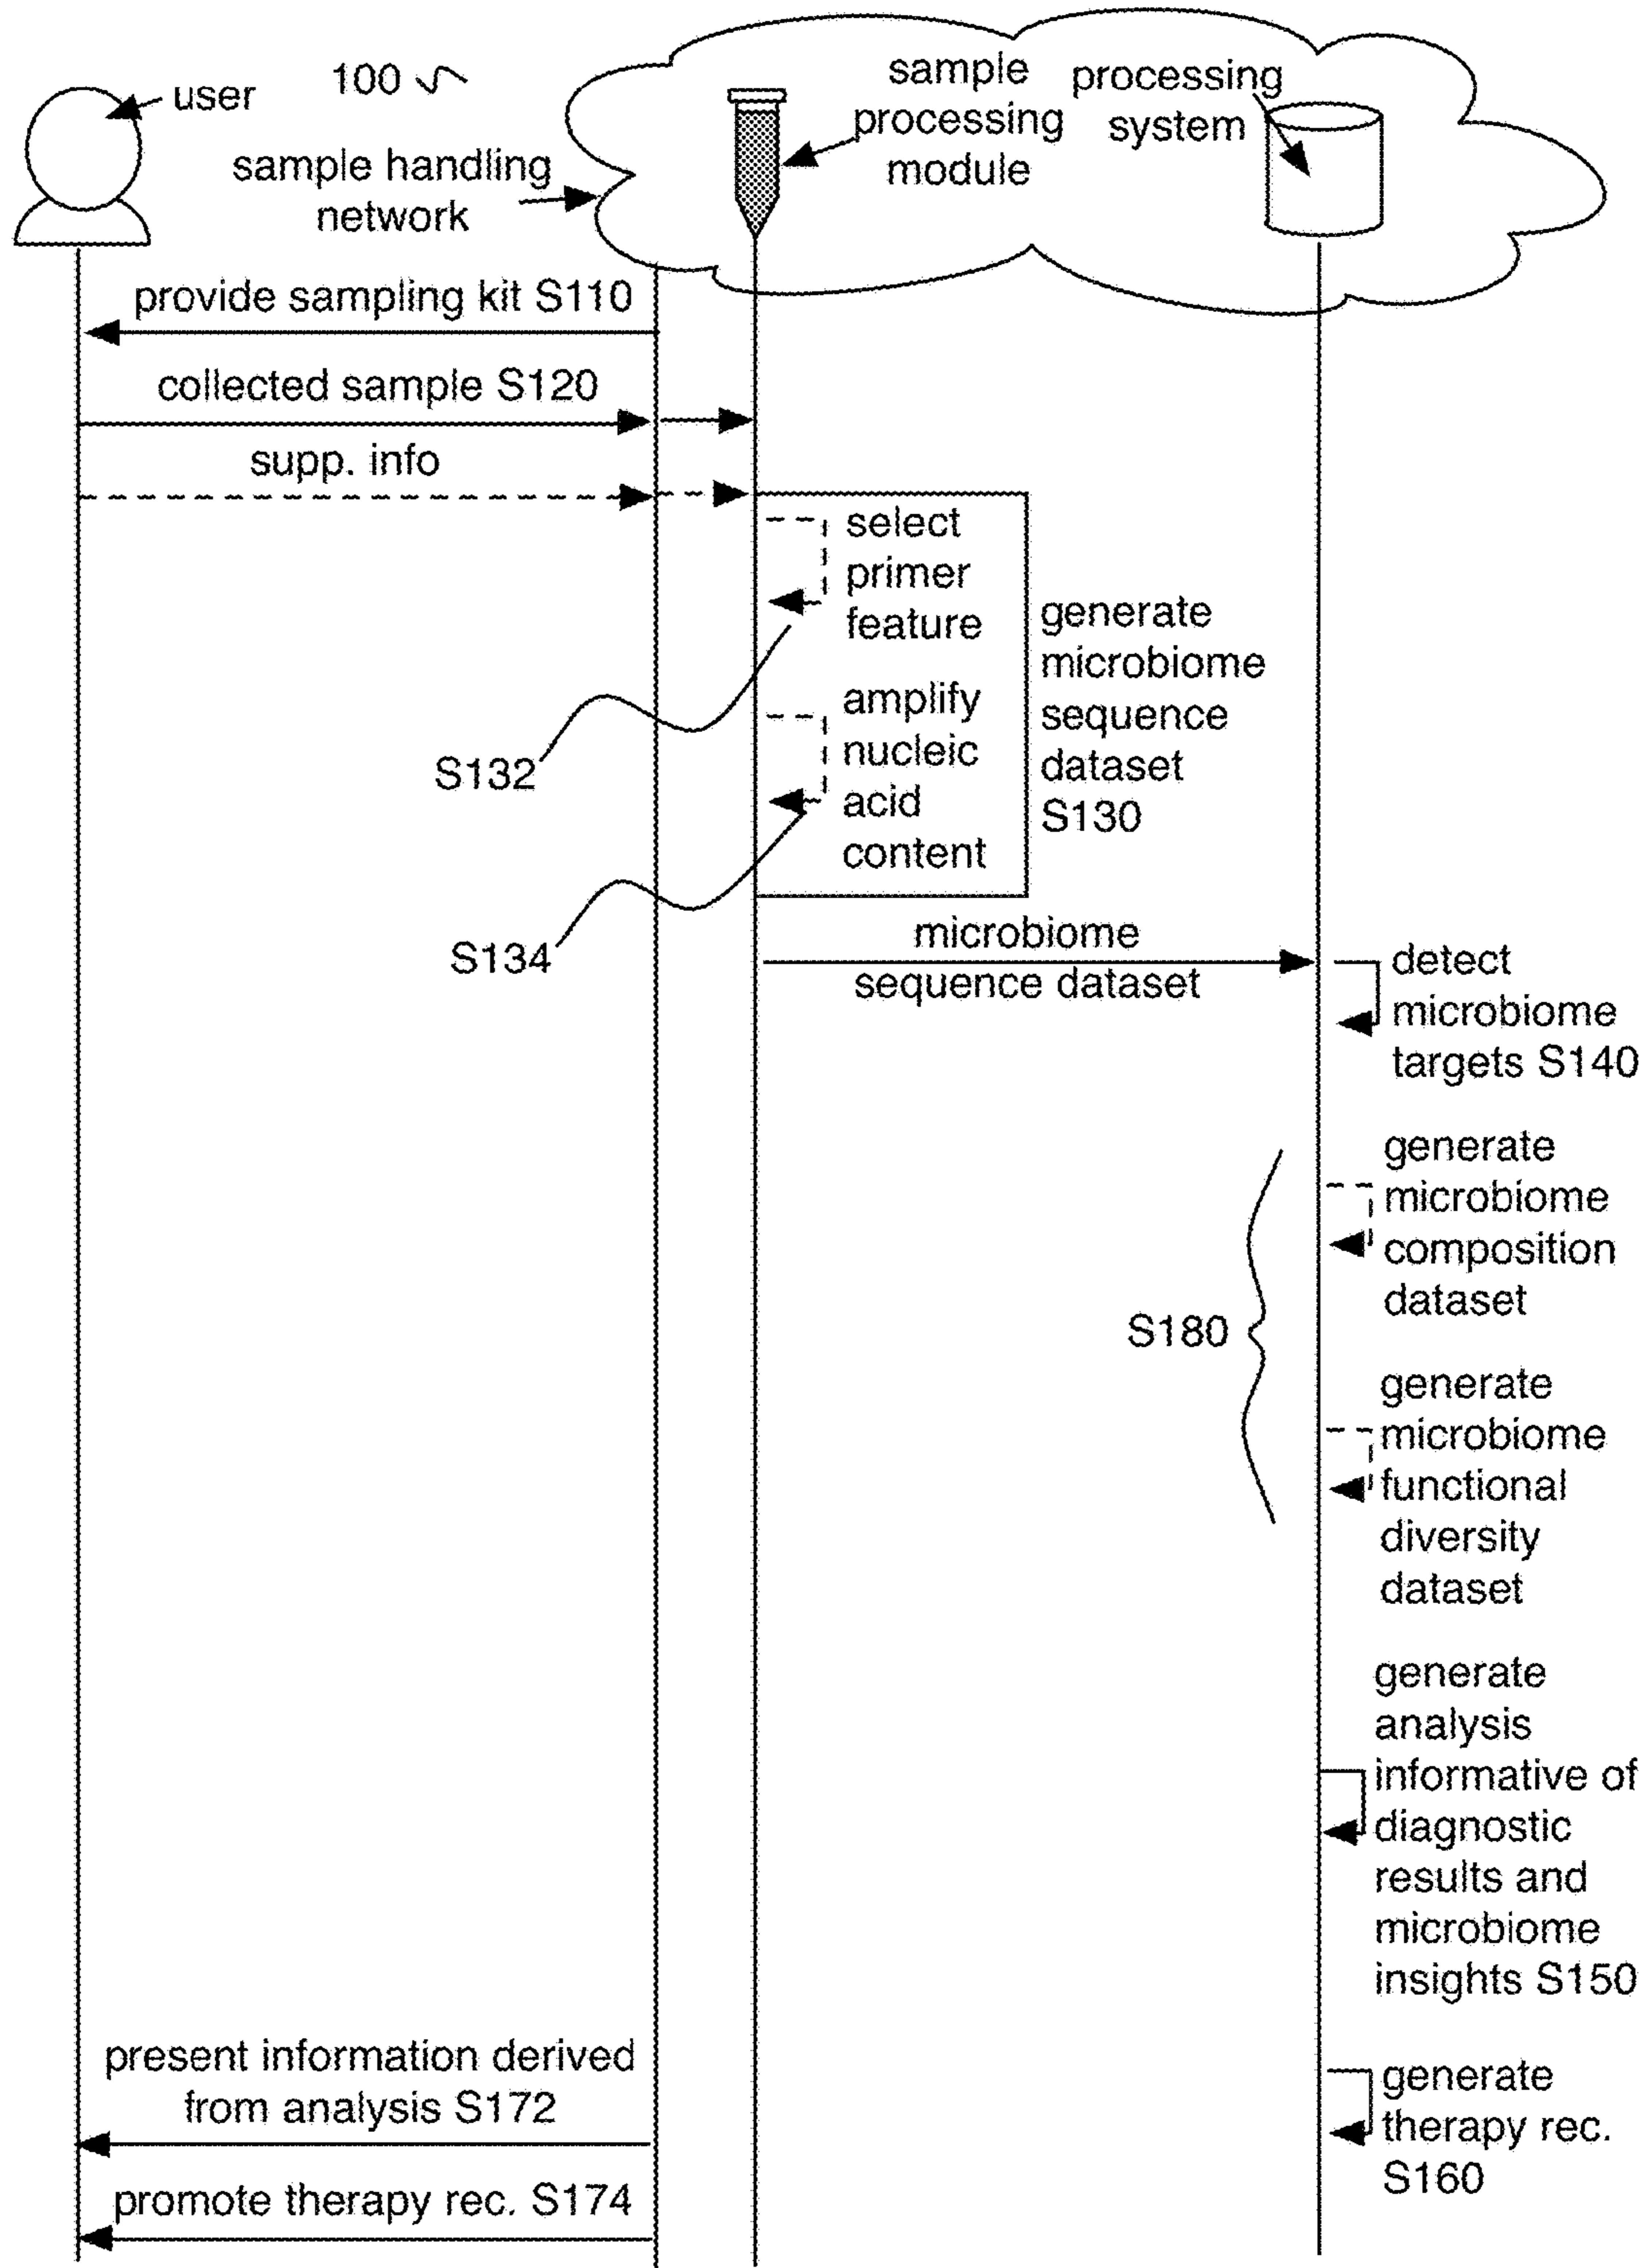 100
user
sample handling
network
sample
processing
module
processing
system
provide sampling kit S110
collected sample S120
supp. info
select
primer
feature
S132
amplify
nucleic
acid
content
S134
generate
microbiome
sequence
dataset
S130
microbiome
sequence dataset
detect
microbiome
targets S140
generate
microbiome
composition
dataset
S180
generate
microbiome
functional
diversity
dataset
generate
analysis
informative of
diagnostic
results and
microbiome
insights S150
present information derived
from analysis S172
generate
therapy rec.
S160
promote therapy rec. S174